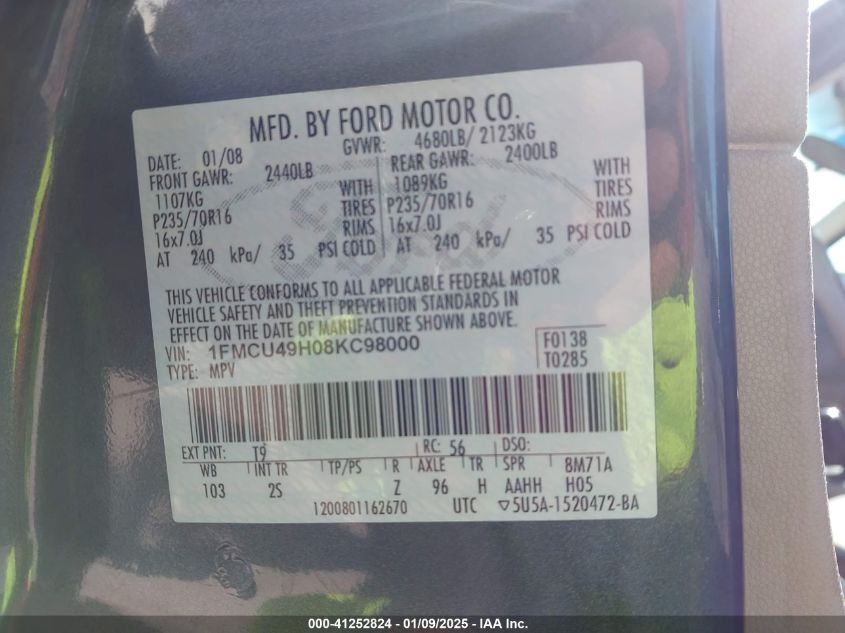 MFD. BY FORD MOTOR CO.
DATE: 01/08 GVWR: 4680LB/ 2123KG
FRONT GAWR: 2440LB REAR GAWR: 2400LB
1107KG WITH 1089KG WITH
P235/70R16 TIRES P235/70R16 TIRES
16x7.0J RIMS 16x7.0J RIMS
AT 240 kPa/ 35 PSI COLD AT 240 kPa/ 35 PSI COLD
Ford
THIS VEHICLE CONFORMS TO ALL APPLICABLE FEDERAL MOTOR
VEHICLE SAFETY AND THEFT PREVENTION STANDARDS IN
EFFECT ON THE DATE OF MANUFACTURE SHOWN ABOVE.
VIN: 1FMCU49H08KC98000 F0138
TYPE: MPV T0285
EXT PNT: T9 RC: 56 DSO:
WB INT TR TP/PS R AXLE TR SPR 8M71A
103 2S Z 96 H AAHH H05
1200801162670 UTC ▽5U5A-1520472-BA
000-41252824 - 01/09/2025 - IAA Inc.